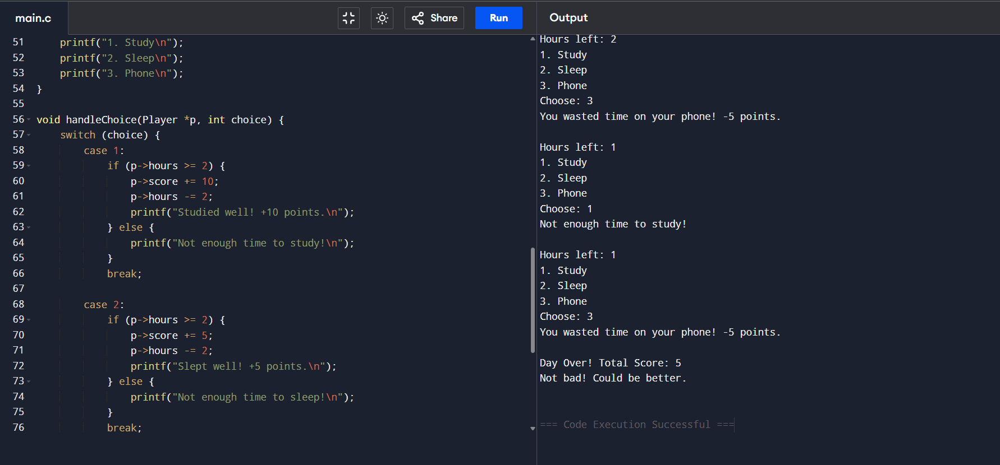 main.c
Share
Run
Output
51     printf("1. Study\n");
52     printf("2. Sleep\n");
53     printf("3. Phone\n");
54 }
55
56 void handleChoice(Player *p, int choice) {
57     switch (choice) {
58         case 1:
59             if (p->hours >= 2) {
60                 p->score += 10;
61                 p->hours -= 2;
62                 printf("Studied well! +10 points.\n");
63             } else {
64                 printf("Not enough time to study!\n");
65             }
66             break;
67
68         case 2:
69             if (p->hours >= 2) {
70                 p->score += 5;
71                 p->hours -= 2;
72                 printf("Slept well! +5 points.\n");
73             } else {
74                 printf("Not enough time to sleep!\n");
75             }
76             break;
Hours left: 2
1. Study
2. Sleep
3. Phone
Choose: 3
You wasted time on your phone! -5 points.

Hours left: 1
1. Study
2. Sleep
3. Phone
Choose: 1
Not enough time to study!

Hours left: 1
1. Study
2. Sleep
3. Phone
Choose: 3
You wasted time on your phone! -5 points.

Day Over! Total Score: 5
Not bad! Could be better.

=== Code Execution Successful ===